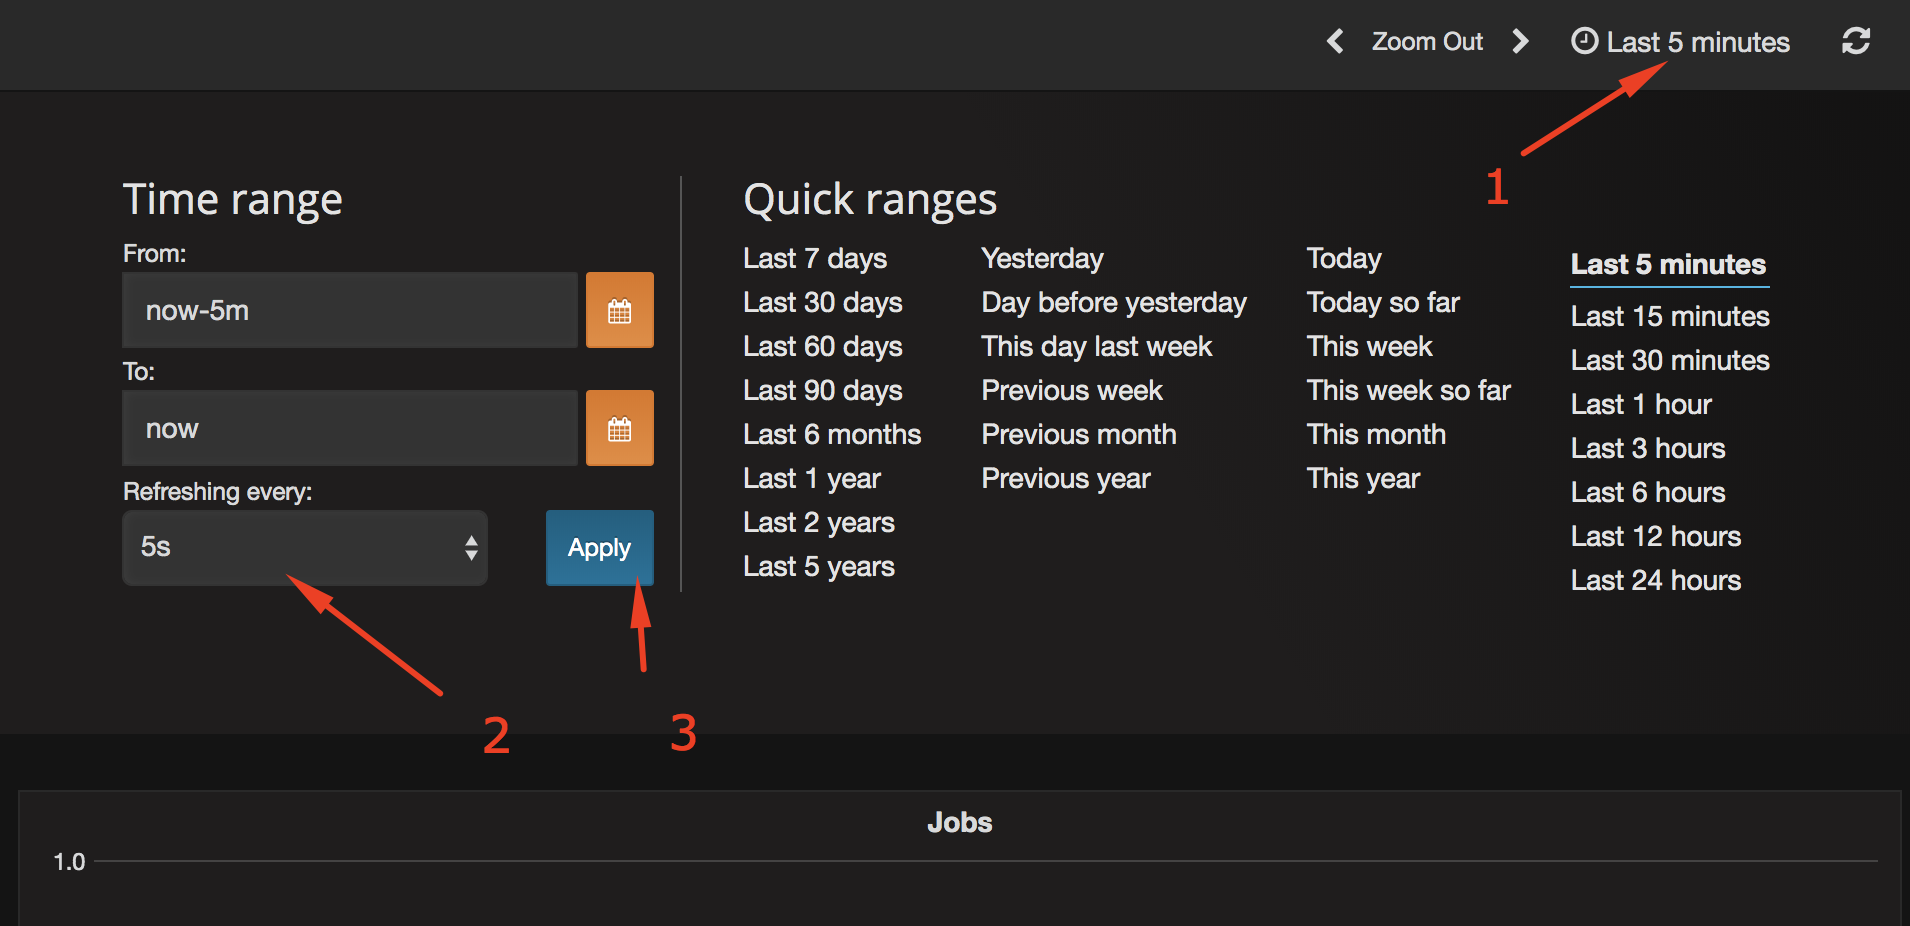 Zoom Out
Last 5 minutes
1
Time range
From:
now-5m
To:
now
Refreshing every:
5s
Apply
2
3
Quick ranges
Last 7 days
Last 30 days
Last 60 days
Last 90 days
Last 6 months
Last 1 year
Last 2 years
Last 5 years
Yesterday
Day before yesterday
This day last week
Previous week
Previous month
Previous year
Today
Today so far
This week
This week so far
This month
This year
Last 5 minutes
Last 15 minutes
Last 30 minutes
Last 1 hour
Last 3 hours
Last 6 hours
Last 12 hours
Last 24 hours
Jobs
1.0